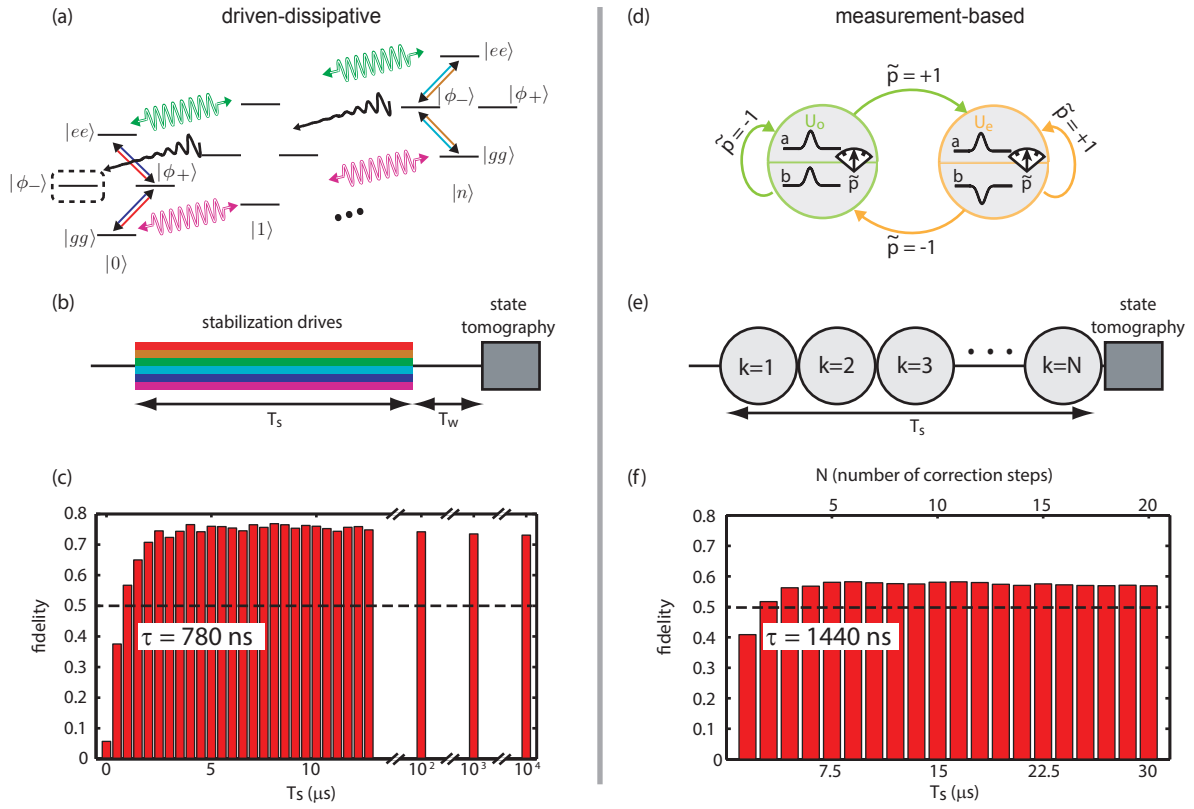 (a) driven-dissipative
|ee⟩
|ϕ₋⟩ |ϕ₊⟩
|ee⟩
|ϕ₋⟩ |ϕ₊⟩
|gg⟩
|gg⟩
|0⟩ |1⟩ ••• |n⟩
(b)
stabilization drives
state
tomography
Tₛ T_w
(c)
fidelity
0.8
0.7
0.6
0.5
0.4
0.3
0.2
0.1
0
τ = 780 ns
0 5 10 10² 10³ 10⁴
Tₛ (μs)
(d) measurement-based
p̃ = +1
p̃ = -1
Uₒ
a
b
p̃
Uₑ
a
b
p̃
p̃ = +1
p̃ = -1
(e)
state
tomography
k=1 k=2 k=3 ••• k=N
Tₛ
(f)
N (number of correction steps)
5 10 15 20
fidelity
0.8
0.7
0.6
0.5
0.4
0.3
0.2
0.1
0
τ = 1440 ns
7.5 15 22.5 30
Tₛ (μs)